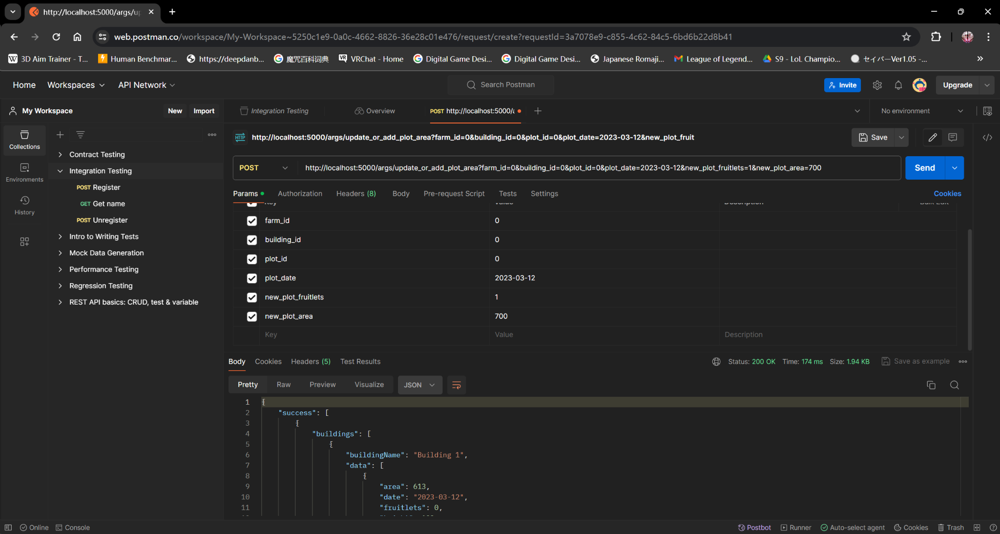 http://localhost:5000/args/up
web.postman.co/workspace/My-Workspace~5250c1e9-0a0c-4662-8826-36e28c01e476/request/create?requestId=3a7078e9-c855-4c62-84c5-6bd6b22d8b41
3D Aim Trainer - T... Human Benchmar... https://deepdanb... 魔咒百科词典 VRChat - Home Digital Game Desi... Digital Game Desi... Japanese Romaji... League of Legend... S9 - LoL Champio... セイバーVer1.05 -...
Home Workspaces API Network Search Postman Invite Upgrade
My Workspace New Import Integration Testing Overview POST http://localhost:5000/a No environment
Collections
Environments
History
Contract Testing
Integration Testing
POST Register
GET Get name
POST Unregister
Intro to Writing Tests
Mock Data Generation
Performance Testing
Regression Testing
REST API basics: CRUD, test & variable
HTTP http://localhost:5000/args/update_or_add_plot_area?farm_id=0&building_id=0&plot_id=0&plot_date=2023-03-12&new_plot_fruit Save
POST http://localhost:5000/args/update_or_add_plot_area?farm_id=0&building_id=0&plot_id=0&plot_date=2023-03-12&new_plot_fruitlets=1&new_plot_area=700 Send
Params Authorization Headers (8) Body Pre-request Script Tests Settings Cookies
Key Value Description Bulk Edit
farm_id 0
building_id 0
plot_id 0
plot_date 2023-03-12
new_plot_fruitlets 1
new_plot_area 700
Key Value Description
Body Cookies Headers (5) Test Results Status: 200 OK Time: 174 ms Size: 1.94 KB Save as example
Pretty Raw Preview Visualize JSON
1 {
2 "success": [
3 {
4 "buildings": [
5 {
6 "buildingName": "Building 1",
7 "data": [
8 {
9 "area": 613,
10 "date": "2023-03-12",
11 "fruitlets": 0,
Online Console Postbot Runner Auto-select agent Cookies Trash